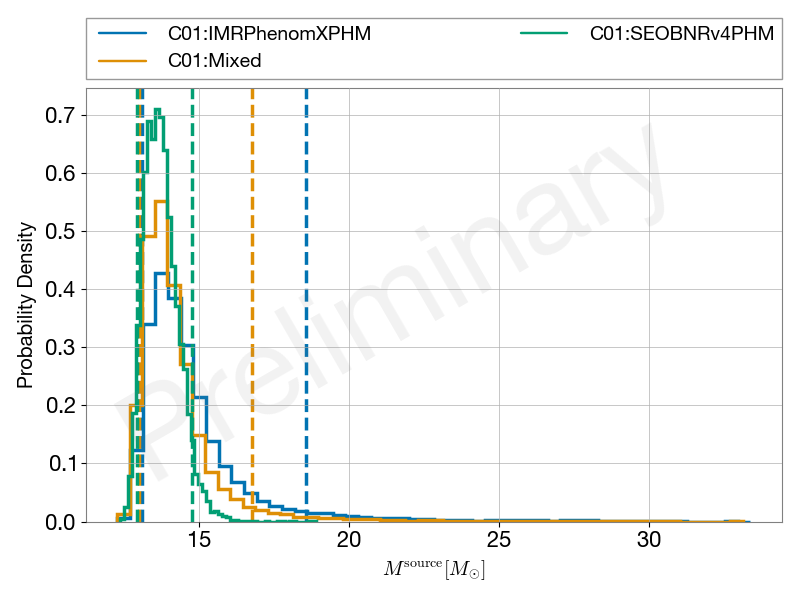 C01:IMRPhenomXPHM
C01:Mixed
C01:SEOBNRv4PHM
Preliminary
Probability Density
0.7
0.6
0.5
0.4
0.3
0.2
0.1
0.0
15 20 25 30
M^source [M_⊙]